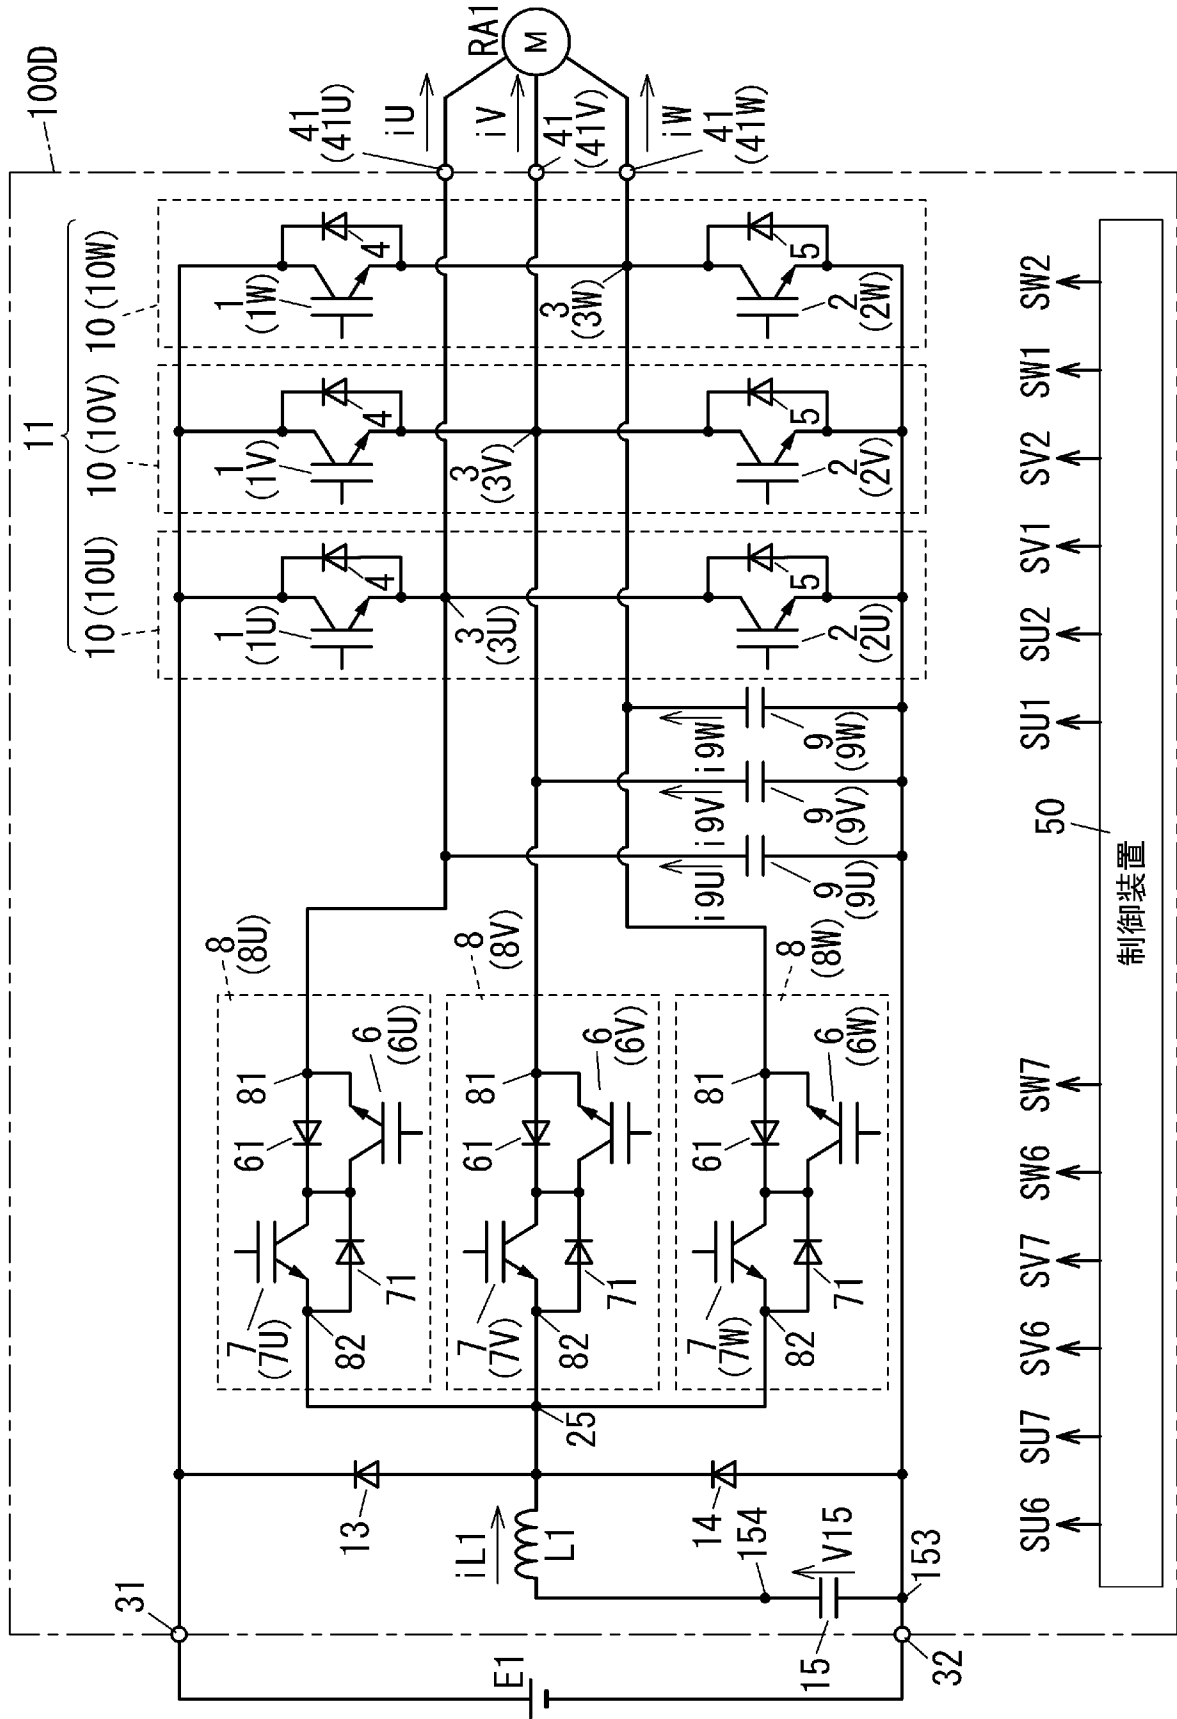 100D
11
10(10U)
10(10V)
10(10W)
31
E1
32
13
14
iL1
L1
154
V15
15
153
25
8
(8U)
7
(7U)
82
71
61
81
6
(6U)
8
(8V)
7
(7V)
82
71
61
81
6
(6V)
8
(8W)
7
(7W)
82
71
61
81
6
(6W)
i9U
i9V
i9W
9
(9U)
9
(9V)
9
(9W)
1
(1U)
4
3
(3U)
2
(2U)
5
1
(1V)
4
3
(3V)
2
(2V)
5
1
(1W)
4
3
(3W)
2
(2W)
5
41
(41U)
iU
41
(41V)
iV
41
(41W)
iW
RA1
M
SU6
SU7
SV6
SV7
SW6
SW7
50
SU1
SU2
SV1
SV2
SW1
SW2
制御装置